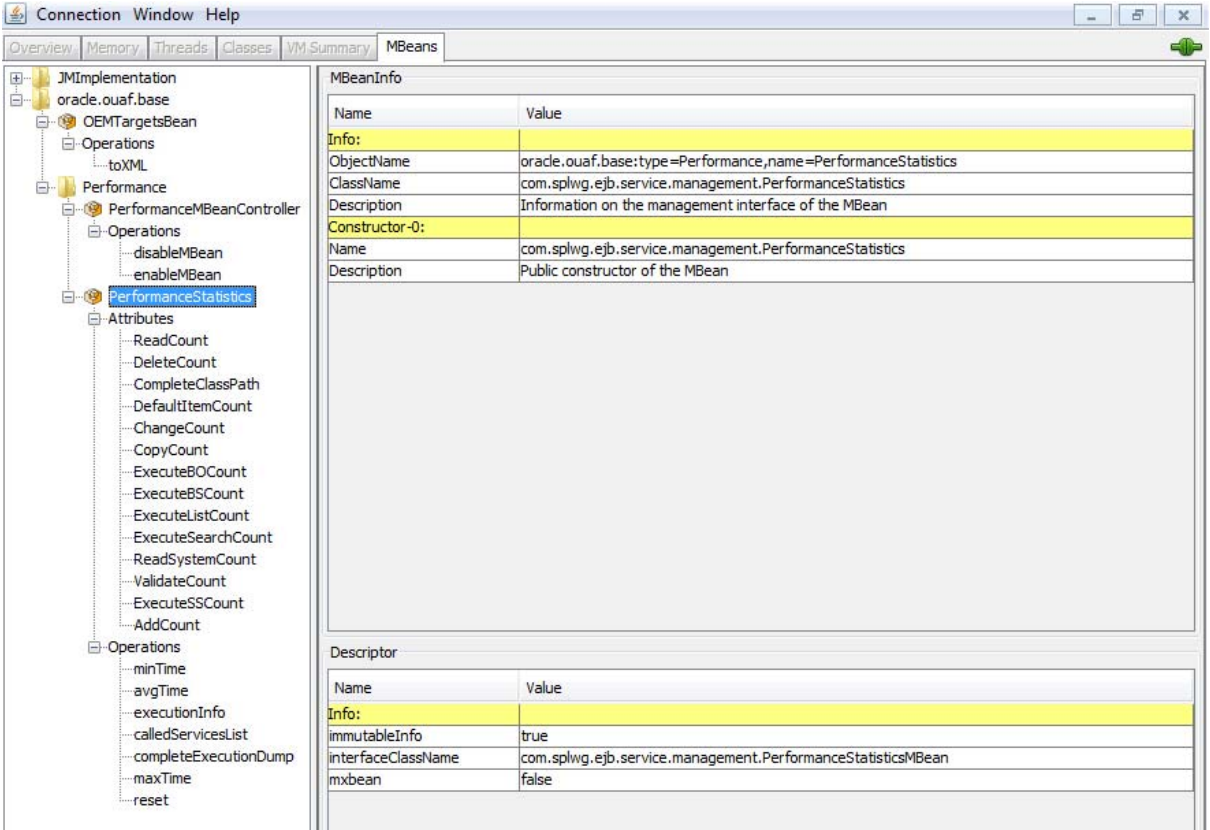 Connection Window Help
Overview Memory Threads Classes VM Summary MBeans
JMImplementation
oracle.ouaf.base
OEMTargetsBean
Operations
toXML
Performance
PerformanceMBeanController
Operations
disableMBean
enableMBean
PerformanceStatistics
Attributes
ReadCount
DeleteCount
CompleteClassPath
DefaultItemCount
ChangeCount
CopyCount
ExecuteBOCount
ExecuteBSCount
ExecuteListCount
ExecuteSearchCount
ReadSystemCount
ValidateCount
ExecuteSSCount
AddCount
Operations
minTime
avgTime
executionInfo
calledServicesList
completeExecutionDump
maxTime
reset
MBeanInfo
Name Value
Info:
ObjectName oracle.ouaf.base:type=Performance,name=PerformanceStatistics
ClassName com.splwg.ejb.service.management.PerformanceStatistics
Description Information on the management interface of the MBean
Constructor-0:
Name com.splwg.ejb.service.management.PerformanceStatistics
Description Public constructor of the MBean
Descriptor
Name Value
Info:
immutableInfo true
interfaceClassName com.splwg.ejb.service.management.PerformanceStatisticsMBean
mxbean false